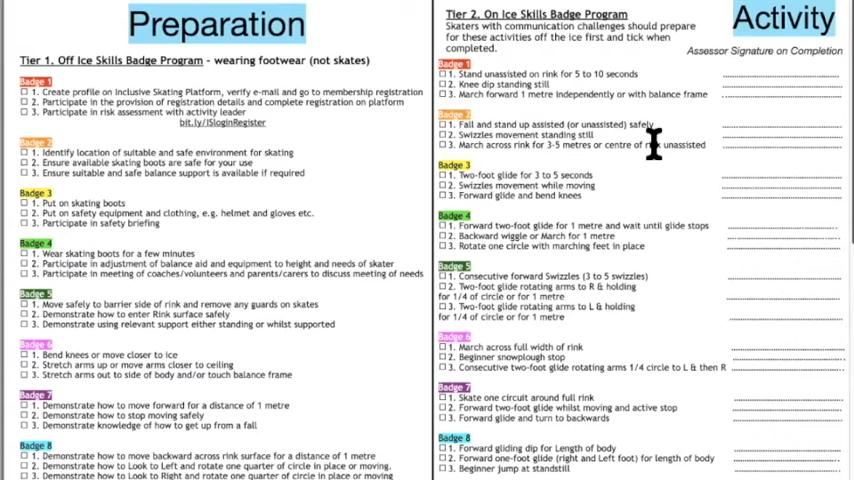 Preparation
Tier 1. Off Ice Skills Badge Program - wearing footwear (not skates)
Badge 1
☐ 1. Create profile on Inclusive Skating Platform, verify e-mail and go to membership registration
☐ 2. Participate in the provision of registration details and complete registration on platform
☐ 3. Participate in risk assessment with activity leader
bit.ly/ISloginRegister
Badge 2
☐ 1. Identify location of suitable and safe environment for skating
☐ 2. Ensure available skating boots are safe for your use
☐ 3. Ensure suitable and safe balance support is available if required
Badge 3
☐ 1. Put on skating boots
☐ 2. Put on safety equipment and clothing, e.g. helmet and gloves etc.
☐ 3. Participate in safety briefing
Badge 4
☐ 1. Wear skating boots for a few minutes
☐ 2. Participate in adjustment of balance aid and equipment to height and needs of skater
☐ 3. Participate in meeting of coaches/volunteers and parents/carers to discuss meeting of needs
Badge 5
☐ 1. Move safely to barrier side of rink and remove any guards on skates
☐ 2. Demonstrate how to enter Rink surface safely
☐ 3. Demonstrate using relevant support either standing or whilst supported
Badge 6
☐ 1. Bend knees or move closer to ice
☐ 2. Stretch arms up or move arms closer to ceiling
☐ 3. Stretch arms out to side of body and/or touch balance frame
Badge 7
☐ 1. Demonstrate how to move forward for a distance of 1 metre
☐ 2. Demonstrate how to stop moving safely
☐ 3. Demonstrate knowledge of how to get up from a fall
Badge 8
☐ 1. Demonstrate how to move backward across rink surface for a distance of 1 metre
☐ 2. Demonstrate how to Look to Left and rotate one quarter of circle in place or moving.
☐ 3. Demonstrate how to Look to Right and rotate one quarter of circle in place or moving
Activity
Tier 2. On Ice Skills Badge Program
Skaters with communication challenges should prepare
for these activities off the ice first and tick when
completed.
Assessor Signature on Completion
Badge 1
☐ 1. Stand unassisted on rink for 5 to 10 seconds
☐ 2. Knee dip standing still
☐ 3. March forward 1 metre independently or with balance frame
Badge 2
☐ 1. Fall and stand up assisted (or unassisted) safely
☐ 2. Swizzles movement standing still
☐ 3. March across rink for 3-5 metres or centre of rink unassisted
Badge 3
☐ 1. Two-foot glide for 3 to 5 seconds
☐ 2. Swizzles movement while moving
☐ 3. Forward glide and bend knees
Badge 4
☐ 1. Forward two-foot glide for 1 metre and wait until glide stops
☐ 2. Backward wiggle or March for 1 metre
☐ 3. Rotate one circle with marching feet in place
Badge 5
☐ 1. Consecutive forward Swizzles (3 to 5 swizzles)
☐ 2. Two-foot glide rotating arms to R & holding
for 1/4 of circle or for 1 metre
☐ 3. Two-foot glide rotating arms to L & holding
for 1/4 of circle or for 1 metre
Badge 6
☐ 1. March across full width of rink
☐ 2. Beginner snowplough stop
☐ 3. Consecutive two-foot glide rotating arms 1/4 circle to L & then R
Badge 7
☐ 1. Skate one circuit around full rink
☐ 2. Forward two-foot glide whilst moving and active stop
☐ 3. Forward glide and turn to backwards
Badge 8
☐ 1. Forward gliding dip for Length of body
☐ 2. Forward one-foot glide (right and Left foot) for length of body
☐ 3. Beginner jump at standstill